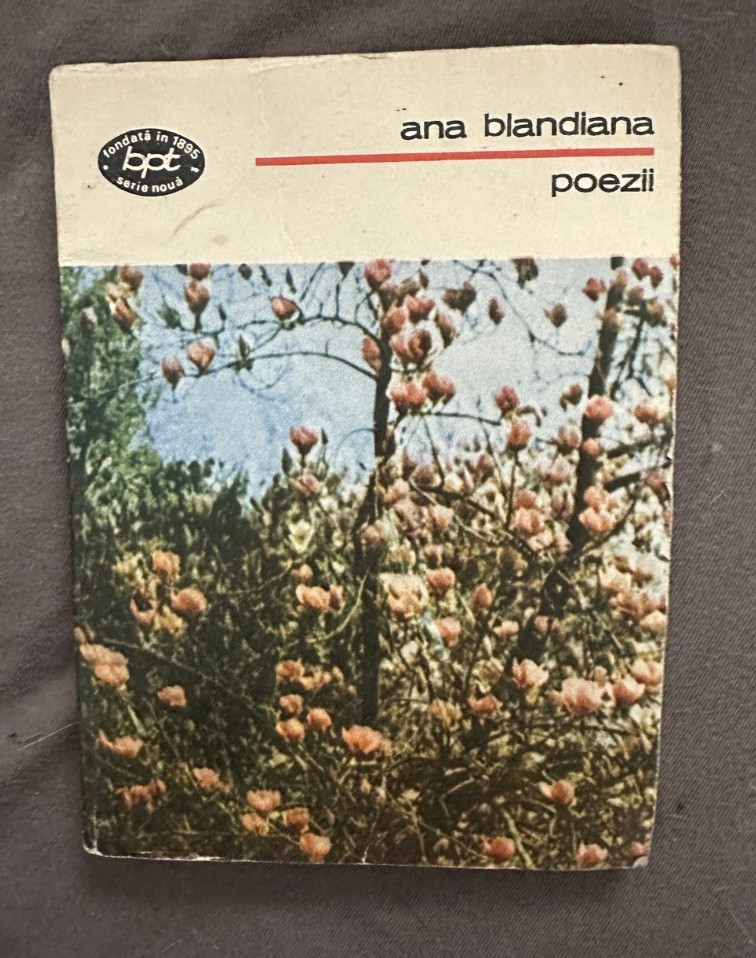 fondată în 1895
bpt
serie nouă
ana blandiana
poezii